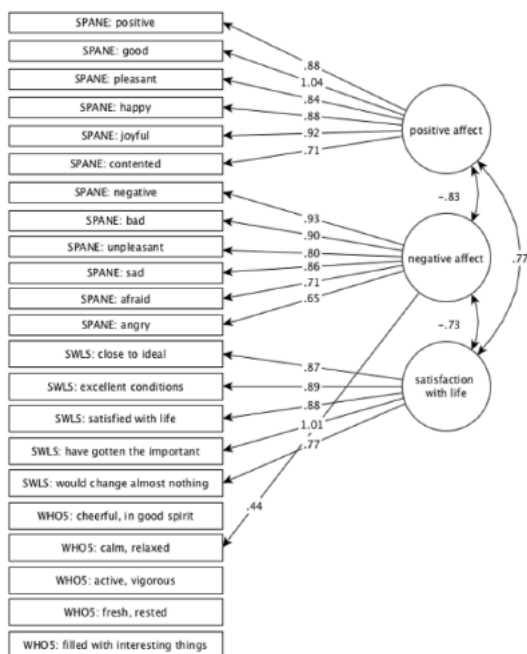 SPANE: positive
SPANE: good
SPANE: pleasant
SPANE: happy
SPANE: joyful
SPANE: contented
SPANE: negative
SPANE: bad
SPANE: unpleasant
SPANE: sad
SPANE: afraid
SPANE: angry
SWLS: close to ideal
SWLS: excellent conditions
SWLS: satisfied with life
SWLS: have gotten the important
SWLS: would change almost nothing
WHO5: cheerful, in good spirit
WHO5: calm, relaxed
WHO5: active, vigorous
WHO5: fresh, rested
WHO5: filled with interesting things
.88
1.04
.84
.88
.92
.71
.93
.90
.80
.86
.71
.65
.87
.89
.88
1.01
.77
.44
positive affect
-.83
negative affect
.77
-.73
satisfaction
with life